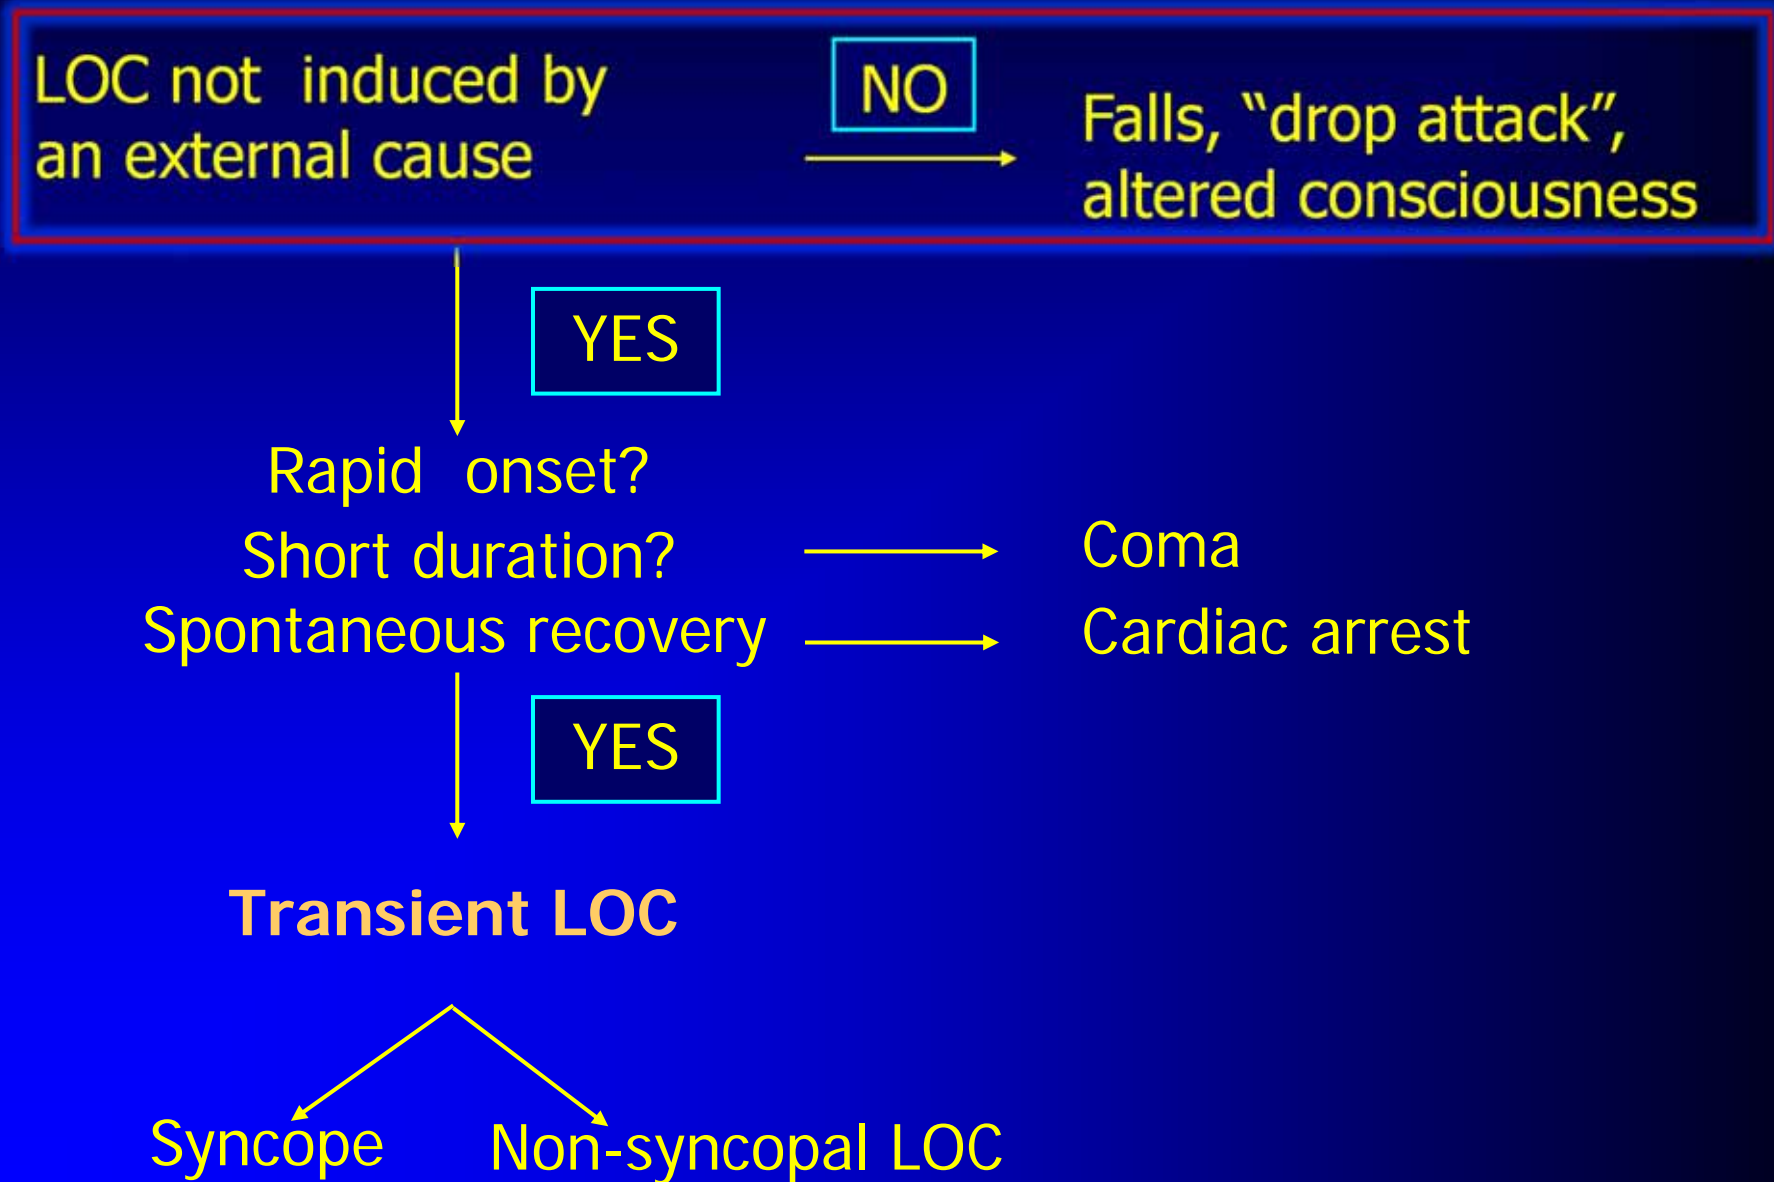 LOC not induced by
an external cause
NO
Falls, “drop attack”,
altered consciousness
YES
Rapid onset?
Short duration?
Coma
Spontaneous recovery
Cardiac arrest
YES
Transient LOC
Syncope
Non-syncopal LOC